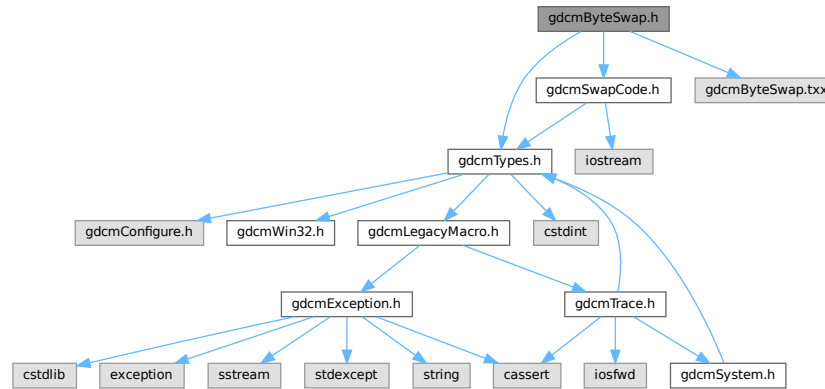 gdcmByteSwap.h
gdcmSwapCode.h
gdcmByteSwap.txx
gdcmTypes.h
iostream
gdcmConfigure.h
gdcmWin32.h
gdcmLegacyMacro.h
cstdint
gdcmException.h
gdcmTrace.h
cstdlib
exception
sstream
stdexcept
string
cassert
iosfwd
gdcmSystem.h